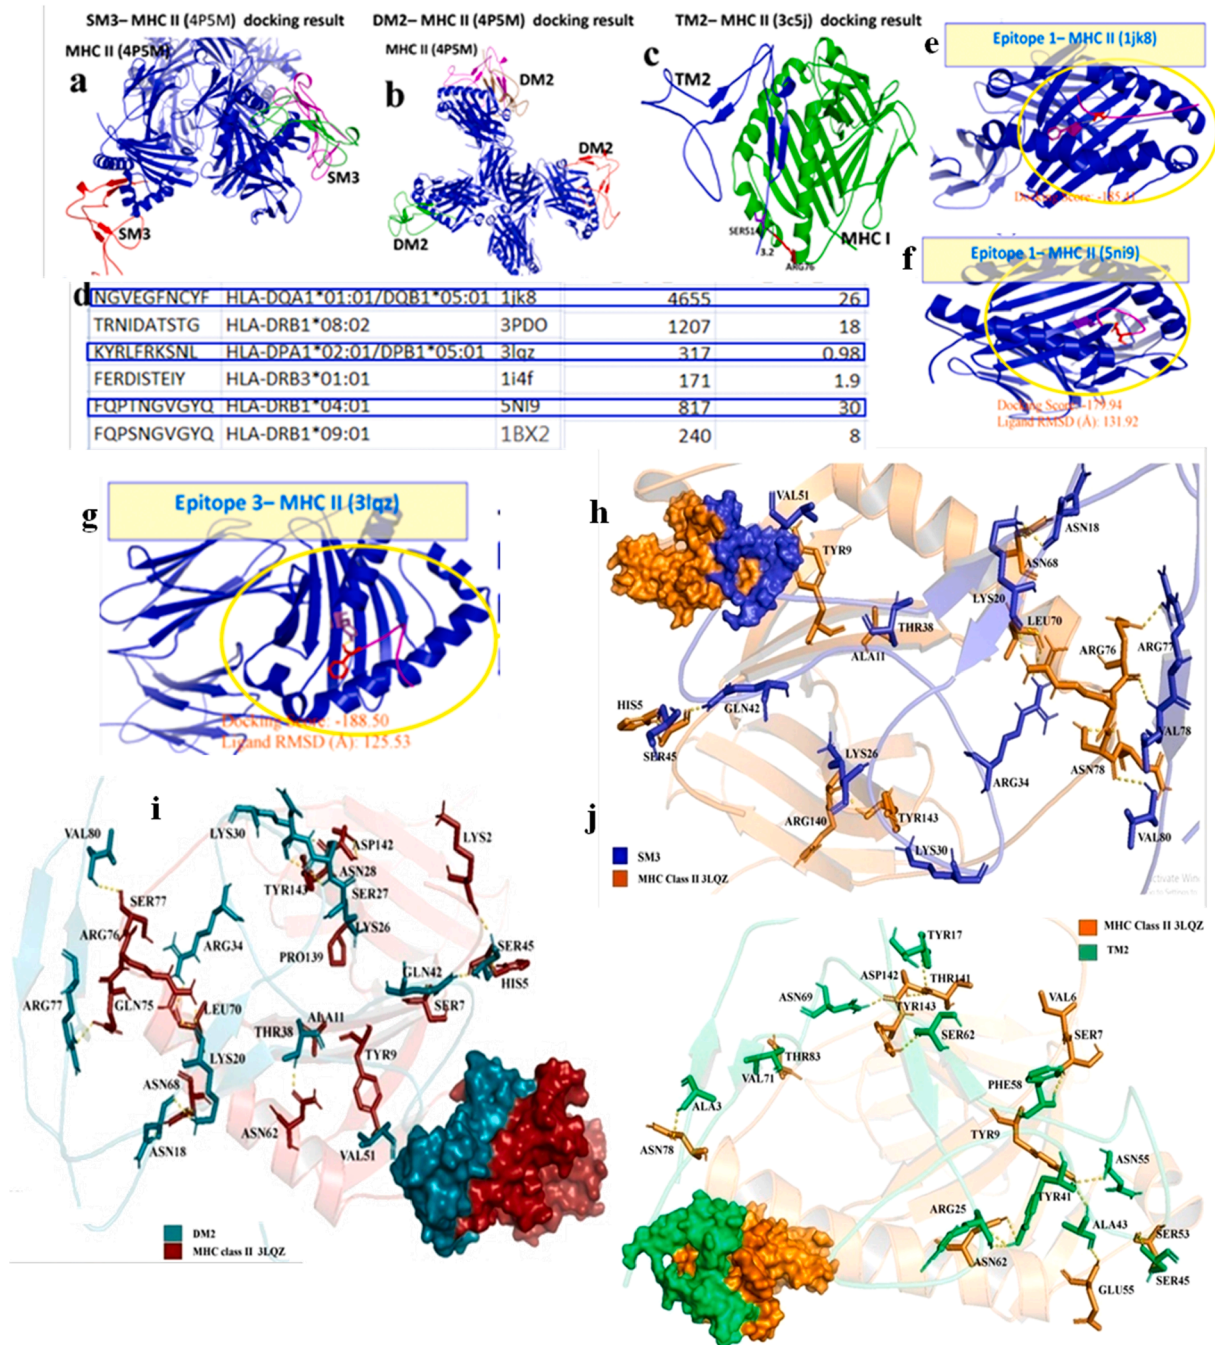 SM3– MHC II (4P5M) docking result
DM2– MHC II (4P5M) docking result
TM2– MHC II (3c5j) docking result
MHC II (4P5M)
a
SM3
SM3
MHC II (4P5M)
b
DM2
DM2
DM2
c
TM2
MHC I
SER514
3.2
ARG76
e
Epitope 1– MHC II (1jk8)
Docking Score: -185.41
f
Epitope 1– MHC II (5ni9)
Docking Score: -179.94
Ligand RMSD (Å): 131.92
d
NGVEGFNCYF HLA-DQA1*01:01/DQB1*05:01 1jk8 4655 26
TRNIDATSTG HLA-DRB1*08:02 3PDO 1207 18
KYRLFRKSNL HLA-DPA1*02:01/DPB1*05:01 3lqz 317 0.98
FERDISTEIY HLA-DRB3*01:01 1i4f 171 1.9
FQPTNGVGYQ HLA-DRB1*04:01 5NI9 817 30
FQPSNGVGYQ HLA-DRB1*09:01 1BX2 240 8
g
Epitope 3– MHC II (3lqz)
Docking Score: -188.50
Ligand RMSD (Å): 125.53
h
VAL51
TYR9
ASN18
ASN68
LYS20
LEU70
THR38
ALA11
ARG76
ARG77
HIS5
GLN42
SER45
VAL78
LYS26
ARG34
ASN78
ARG140
TYR143
LYS30
VAL80
SM3
MHC Class II 3LQZ
i
VAL80
LYS30
LYS2
ASP142
ASN28
TYR143
SER27
SER77
LYS26
ARG76
ARG34
PRO139
SER45
GLN42
HIS5
ARG77
GLN75
SER7
LEU70
THR38
ALA11
LYS20
TYR9
ASN68
ASN62
ASN18
VAL51
DM2
MHC class II 3LQZ
j
MHC Class II 3LQZ
TM2
TYR17
ASP142
THR141
ASN69
TYR143
VAL6
SER7
SER62
THR83
VAL71
PHE58
ALA3
TYR9
ASN78
ASN55
TYR41
ARG25
ALA43
SER53
ASN62
SER45
GLU55